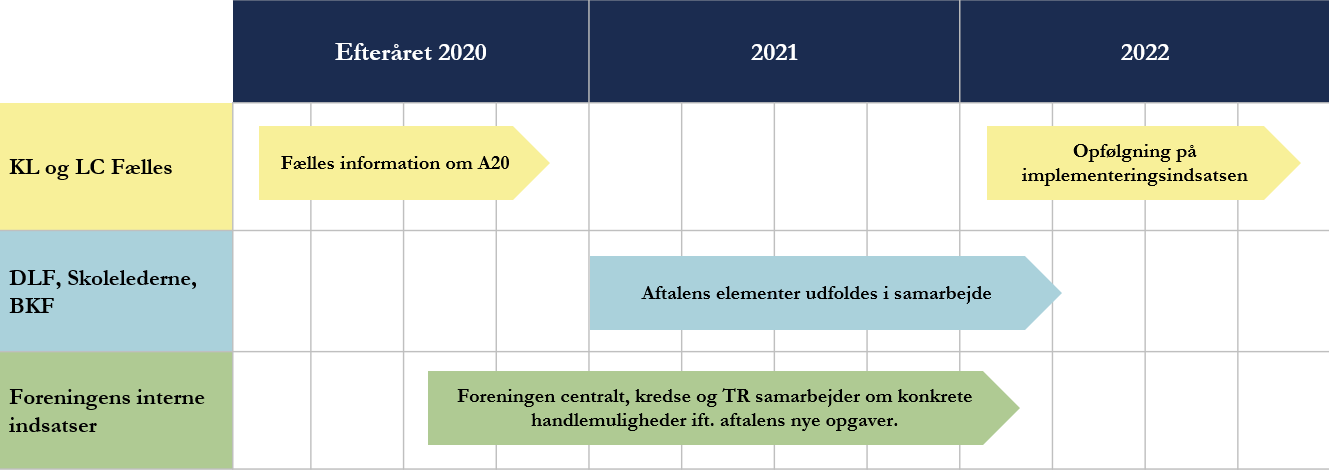 Efteråret 2020
2021
2022
KL og LC Fælles
Fælles information om A20
Opfølgning på
implementeringsindsatsen
DLF, Skolelederne,
BKF
Aftalens elementer udfoldes i samarbejde
Foreningens interne
indsatser
Foreningen centralt, kredse og TR samarbejder om konkrete
handlemuligheder ift. aftalens nye opgaver.